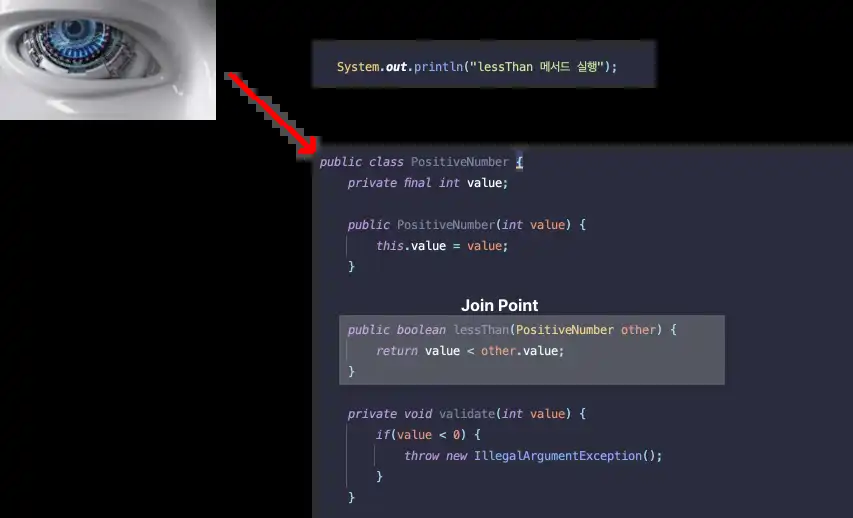 System.out.println("lessThan 메서드 실행");
public class PositiveNumber {
private final int value;
public PositiveNumber(int value) {
this.value = value;
}
Join Point
public boolean lessThan(PositiveNumber other) {
return value < other.value;
}
private void validate(int value) {
if(value < 0) {
throw new IllegalArgumentException();
}
}